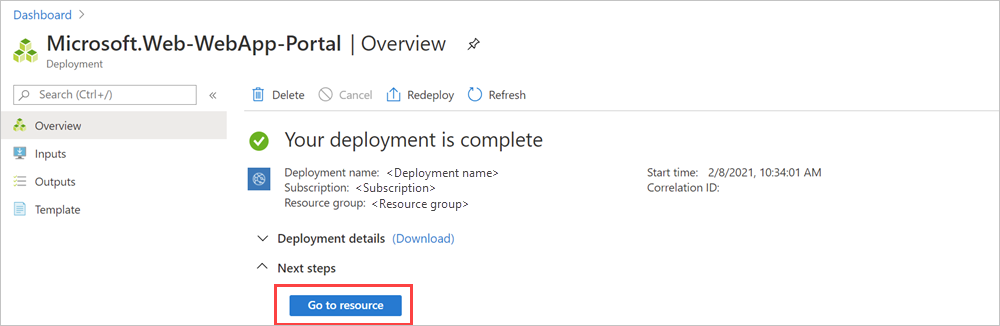 Dashboard
Microsoft.Web-WebApp-Portal | Overview
Deployment
Search (Ctrl+/)
Overview
Inputs
Outputs
Template
Delete Cancel Redeploy Refresh
Your deployment is complete
Deployment name: <Deployment name>
Subscription: <Subscription>
Resource group: <Resource group>
Start time: 2/8/2021, 10:34:01 AM
Correlation ID:
Deployment details (Download)
Next steps
Go to resource